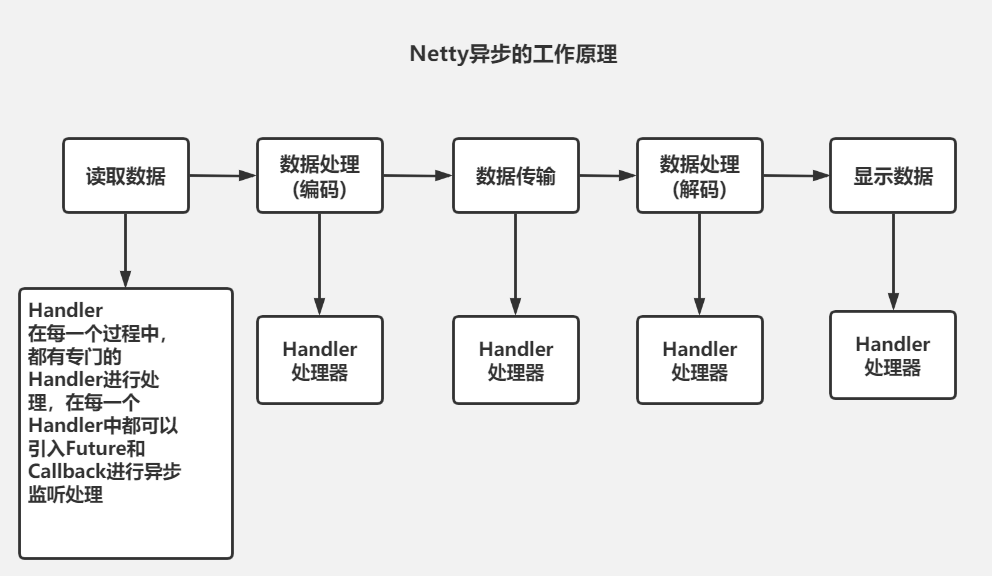 Netty异步的工作原理
读取数据
数据处理
(编码)
数据传输
数据处理
(解码)
显示数据
Handler
在每一个过程中，
都有专门的
Handler进行处
理，在每一个
Handler中都可以
引入Future和
Callback进行异步
监听处理
Handler
处理器
Handler
处理器
Handler
处理器
Handler
处理器